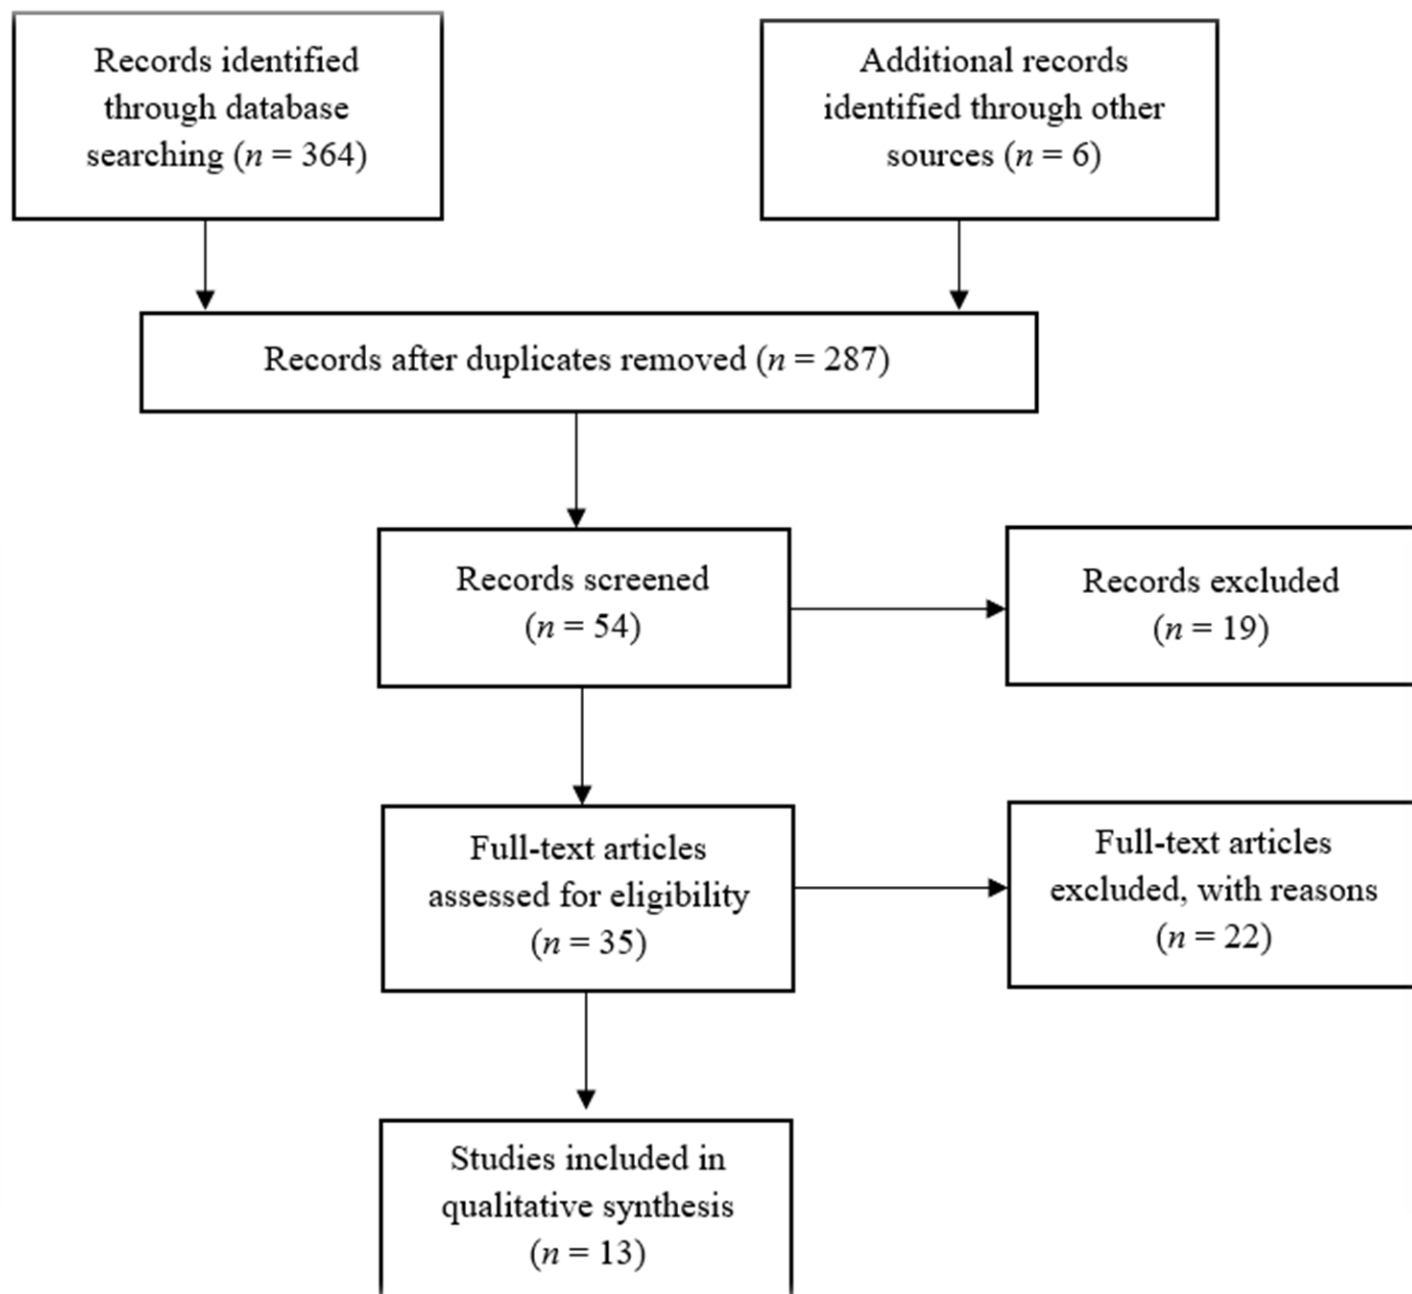 Records identified
through database
searching (n = 364)
Additional records
identified through other
sources (n = 6)
Records after duplicates removed (n = 287)
Records screened
(n = 54)
Records excluded
(n = 19)
Full-text articles
assessed for eligibility
(n = 35)
Full-text articles
excluded, with reasons
(n = 22)
Studies included in
qualitative synthesis
(n = 13)